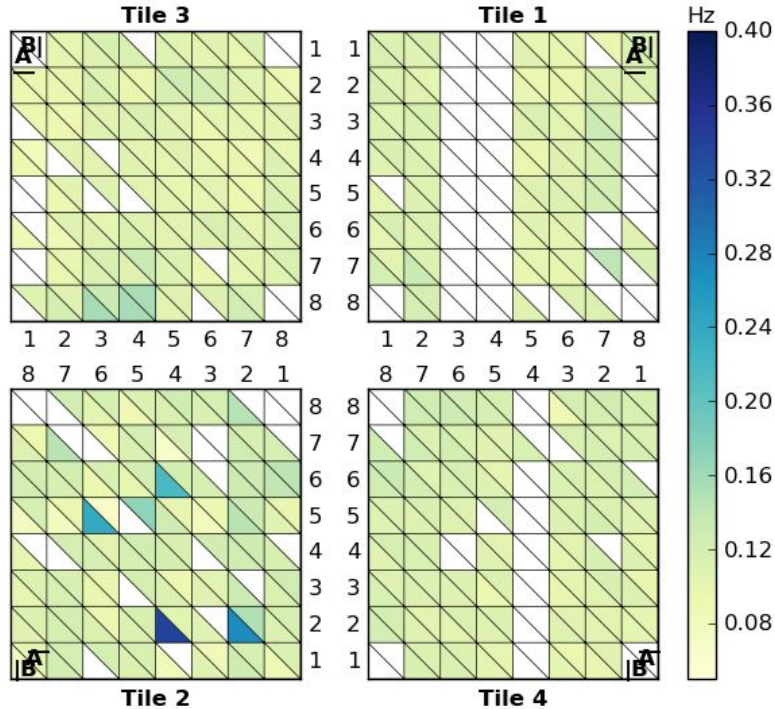 Tile 3 Tile 1 Hz
B| B| 0.40
A A
1 1
2 2
3 3 0.36
4 4
5 5 0.32
6 6
7 7 0.28
8 8
1 2 3 4 5 6 7 8 1 2 3 4 5 6 7 8 0.24
8 7 6 5 4 3 2 1 8 7 6 5 4 3 2 1
8 8 0.20
7 7
6 6 0.16
5 5
4 4 0.12
3 3
2 2 0.08
1 1
A A
|B |B
Tile 2 Tile 4